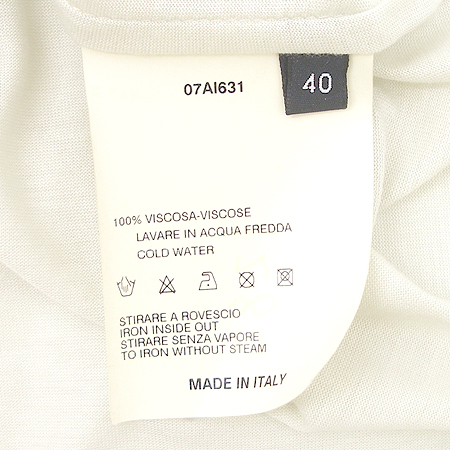 07AI631
40
100% VISCOSA-VISCOSE
LAVARE IN ACQUA FREDDA
COLD WATER
STIRARE A ROVESCIO
IRON INSIDE OUT
STIRARE SENZA VAPORE
TO IRON WITHOUT STEAM
MADE IN ITALY